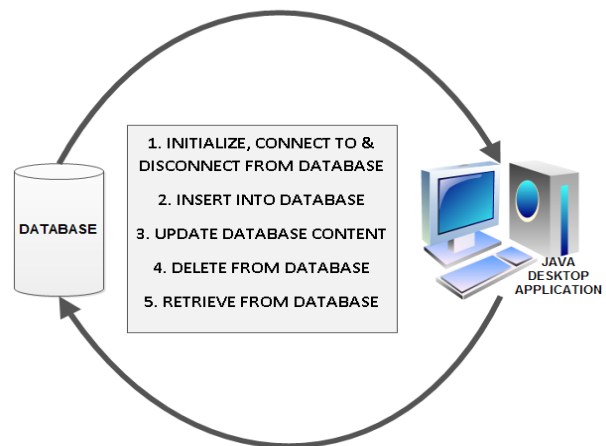 1. INITIALIZE, CONNECT TO &
DISCONNECT FROM DATABASE
2. INSERT INTO DATABASE
3. UPDATE DATABASE CONTENT
4. DELETE FROM DATABASE
5. RETRIEVE FROM DATABASE
DATABASE
JAVA
DESKTOP
APPLICATION